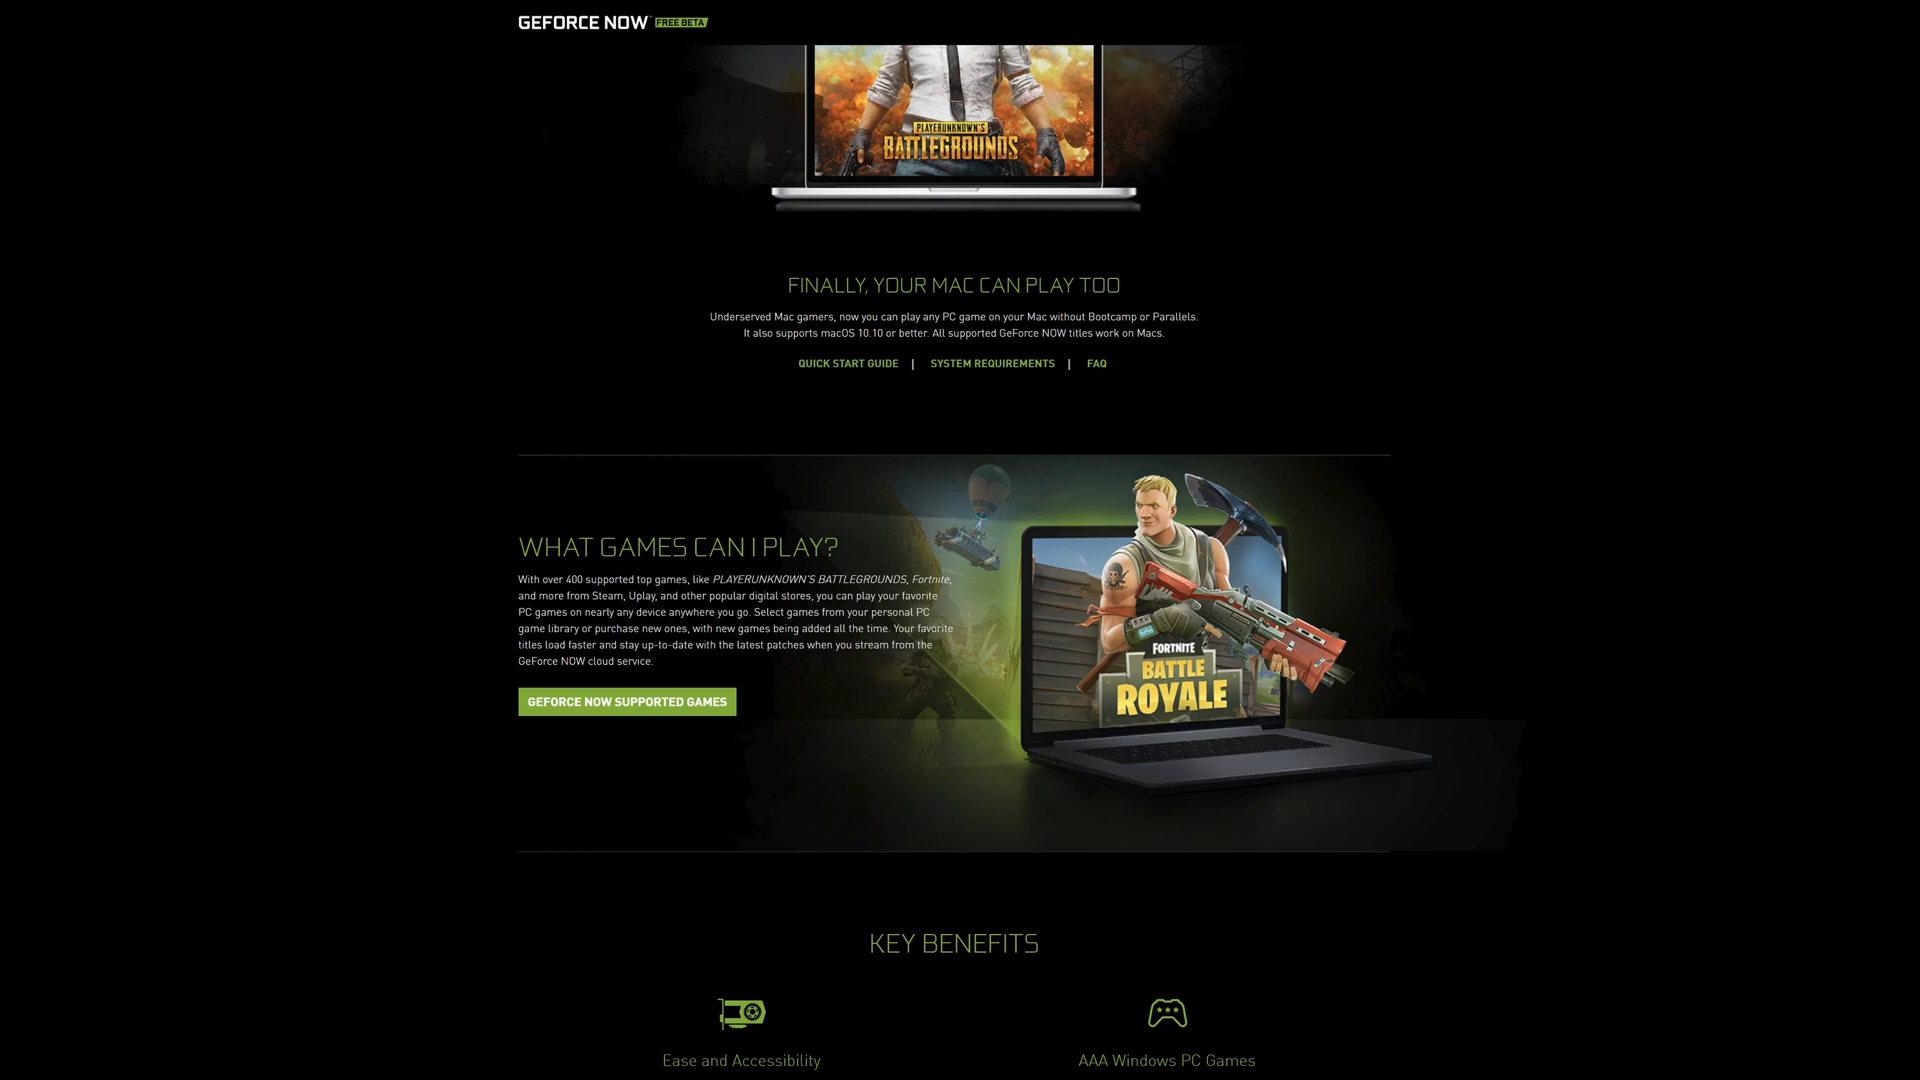 GEFORCE NOW FREE BETA
PLAYERUNKNOWN'S
BATTLEGROUNDS
FINALLY, YOUR MAC CAN PLAY TOO
Underserved Mac gamers, now you can play any PC game on your Mac without Bootcamp or Parallels.
It also supports macOS 10.10 or better. All supported GeForce NOW titles work on Macs.
QUICK START GUIDE | SYSTEM REQUIREMENTS | FAQ
WHAT GAMES CAN I PLAY?
With over 400 supported top games, like PLAYERUNKNOWN'S BATTLEGROUNDS, Fortnite,
and more from Steam, Uplay, and other popular digital stores, you can play your favorite
PC games on nearly any device anywhere you go. Select games from your personal PC
game library or purchase new ones, with new games being added all the time. Your favorite
titles load faster and stay up-to-date with the latest patches when you stream from the
GeForce NOW cloud service.
GEFORCE NOW SUPPORTED GAMES
FORTNITE
BATTLE
ROYALE
KEY BENEFITS
Ease and Accessibility
AAA Windows PC Games